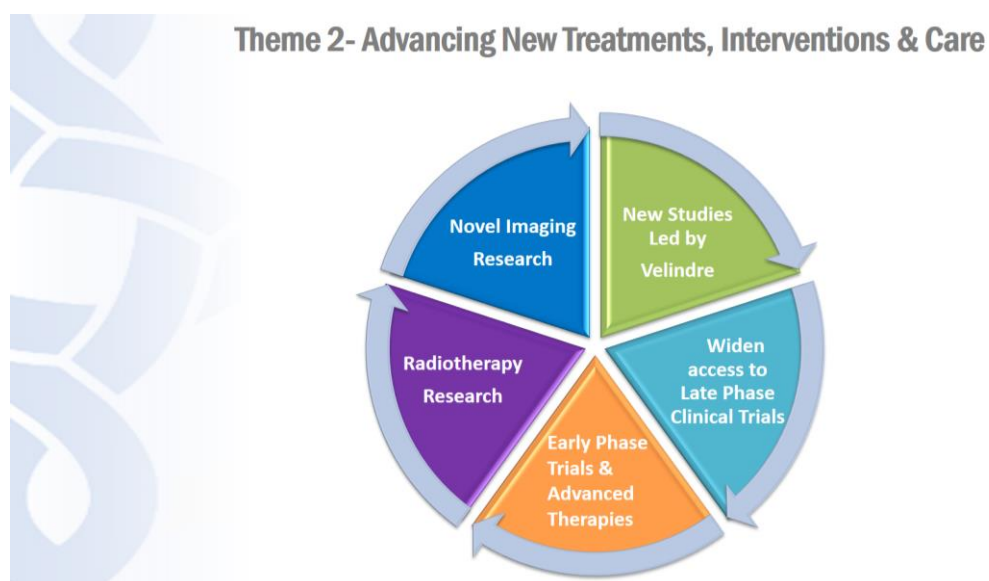 Theme 2- Advancing New Treatments, Interventions & Care
New Studies
Led by
Velindre
Widen
access to
Late Phase
Clinical Trials
Early Phase
Trials &
Advanced
Therapies
Radiotherapy
Research
Novel Imaging
Research